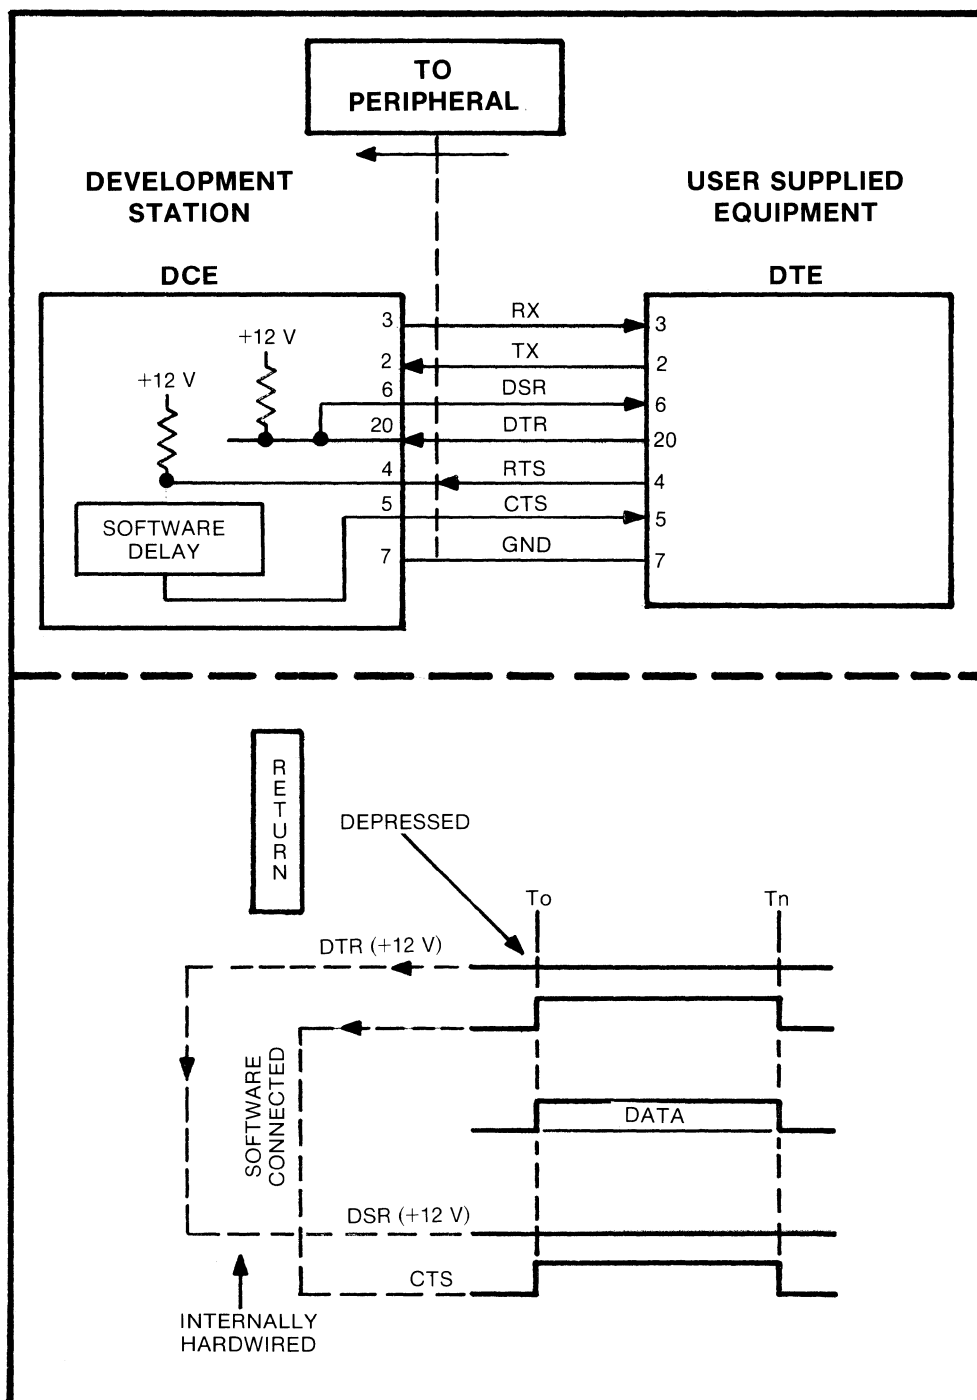 TO
PERIPHERAL
DEVELOPMENT
STATION
USER SUPPLIED
EQUIPMENT
DCE
DTE
3
RX
3
+12 V
2
TX
2
+12 V
6
DSR
6
20
DTR
20
4
RTS
4
5
CTS
5
SOFTWARE
DELAY
7
GND
7
RETURN
DEPRESSED
To
Tn
DTR (+12 V)
SOFTWARE
CONNECTED
DATA
DSR (+12 V)
CTS
INTERNALLY
HARDWIRED